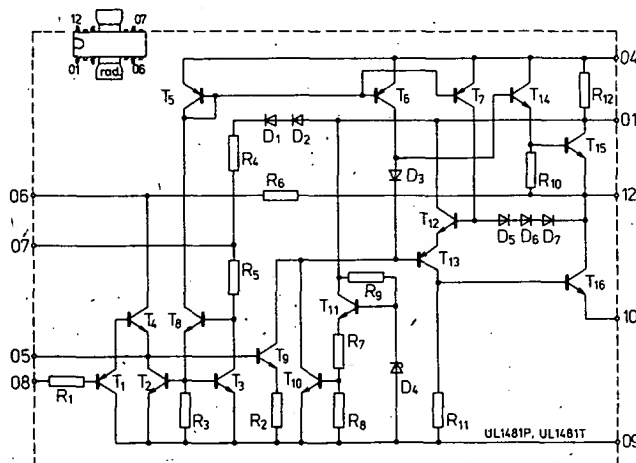 12 07
01 rad. 06
04
T5 T6 T7 T14 R12
01
D1 D2
R4 D3 R10 T15
06 R6 12
T12 D5 D6 D7
07
T13
R5 R9 T16
T4 T8 T11 10
R7
05 T9
08 T1 T2 T3 T10 D4
R1 R3 R2 R8 R11
UL1481P, UL1481T
09